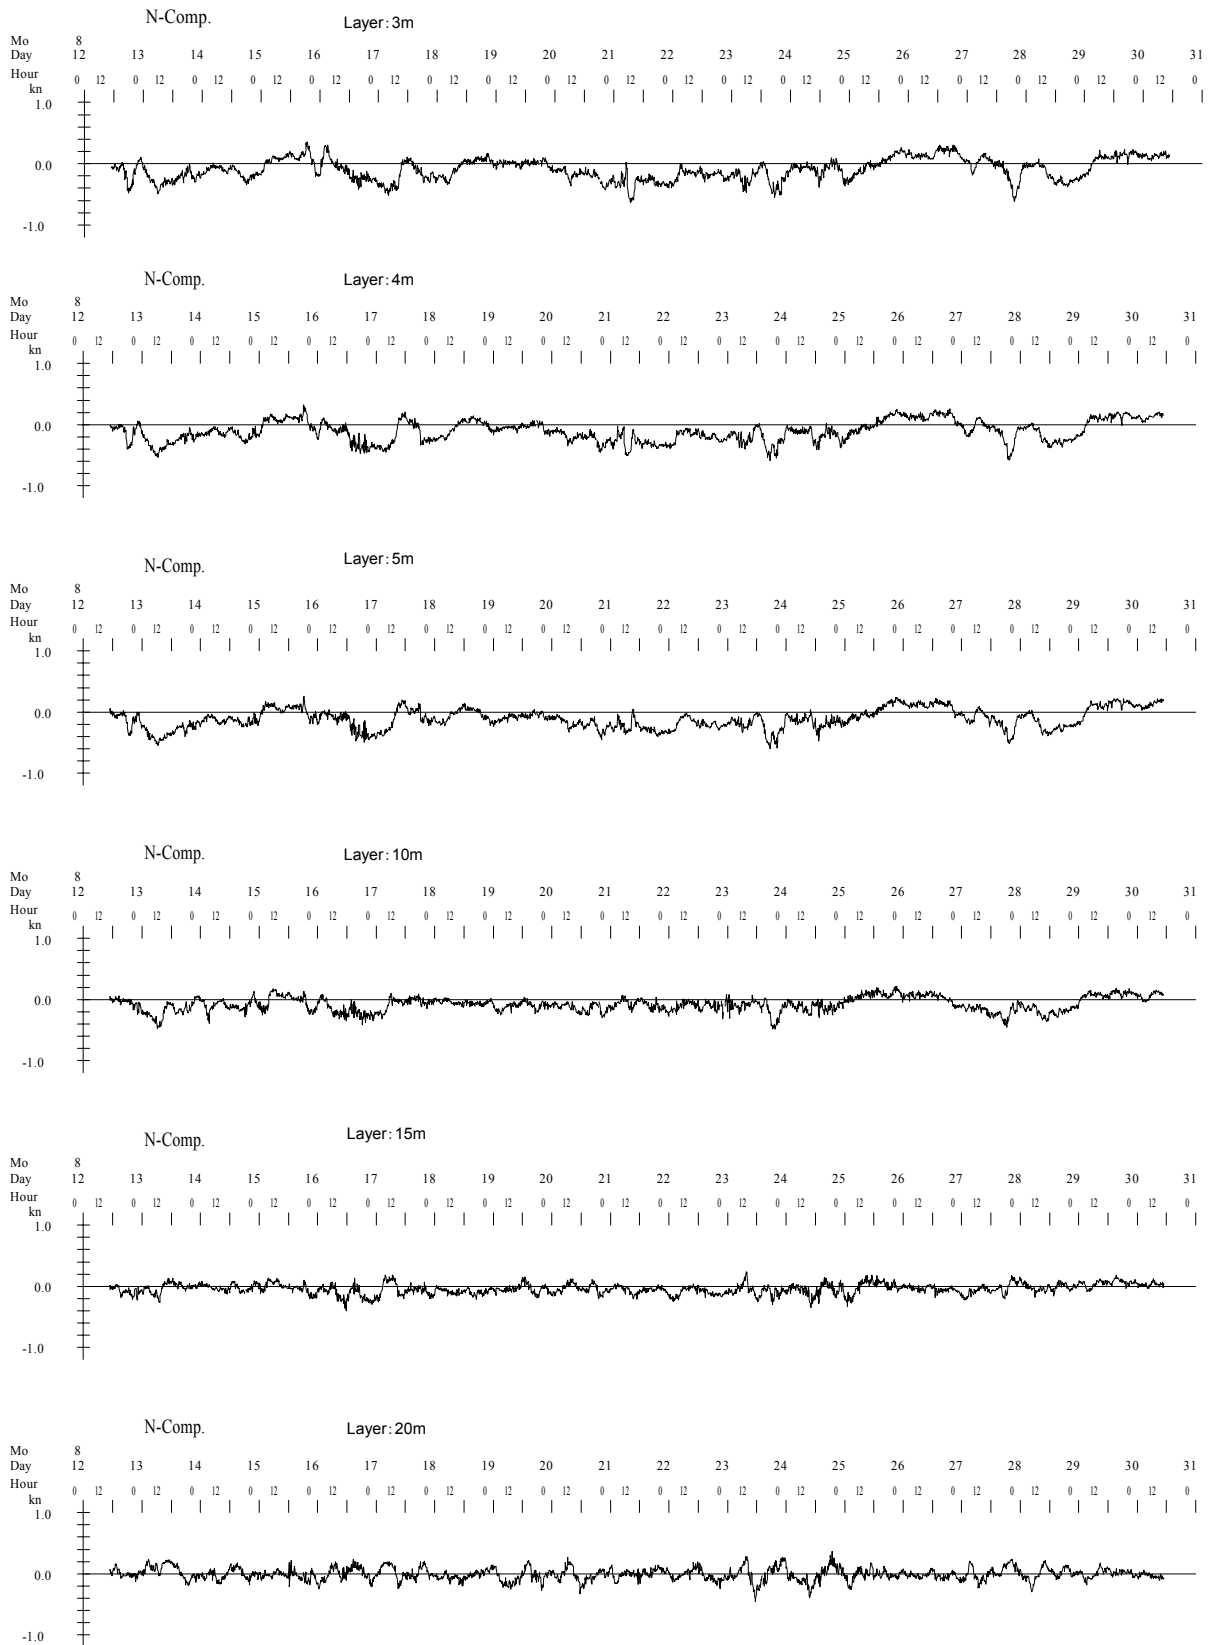 N-Comp. Layer:3m
Mo 8
Day 12 13 14 15 16 17 18 19 20 21 22 23 24 25 26 27 28 29 30 31
Hour 0 12 0 12 0 12 0 12 0 12 0 12 0 12 0 12 0 12 0 12 0 12 0 12 0 12 0 12 0 12 0 12 0 12 0 12 0 12 0
kn
1.0
0.0
-1.0
N-Comp. Layer:4m
Mo 8
Day 12 13 14 15 16 17 18 19 20 21 22 23 24 25 26 27 28 29 30 31
Hour 0 12 0 12 0 12 0 12 0 12 0 12 0 12 0 12 0 12 0 12 0 12 0 12 0 12 0 12 0 12 0 12 0 12 0 12 0 12 0
kn
1.0
0.0
-1.0
N-Comp. Layer:5m
Mo 8
Day 12 13 14 15 16 17 18 19 20 21 22 23 24 25 26 27 28 29 30 31
Hour 0 12 0 12 0 12 0 12 0 12 0 12 0 12 0 12 0 12 0 12 0 12 0 12 0 12 0 12 0 12 0 12 0 12 0 12 0 12 0
kn
1.0
0.0
-1.0
N-Comp. Layer:10m
Mo 8
Day 12 13 14 15 16 17 18 19 20 21 22 23 24 25 26 27 28 29 30 31
Hour 0 12 0 12 0 12 0 12 0 12 0 12 0 12 0 12 0 12 0 12 0 12 0 12 0 12 0 12 0 12 0 12 0 12 0 12 0 12 0
kn
1.0
0.0
-1.0
N-Comp. Layer:15m
Mo 8
Day 12 13 14 15 16 17 18 19 20 21 22 23 24 25 26 27 28 29 30 31
Hour 0 12 0 12 0 12 0 12 0 12 0 12 0 12 0 12 0 12 0 12 0 12 0 12 0 12 0 12 0 12 0 12 0 12 0 12 0 12 0
kn
1.0
0.0
-1.0
N-Comp. Layer:20m
Mo 8
Day 12 13 14 15 16 17 18 19 20 21 22 23 24 25 26 27 28 29 30 31
Hour 0 12 0 12 0 12 0 12 0 12 0 12 0 12 0 12 0 12 0 12 0 12 0 12 0 12 0 12 0 12 0 12 0 12 0 12 0 12 0
kn
1.0
0.0
-1.0